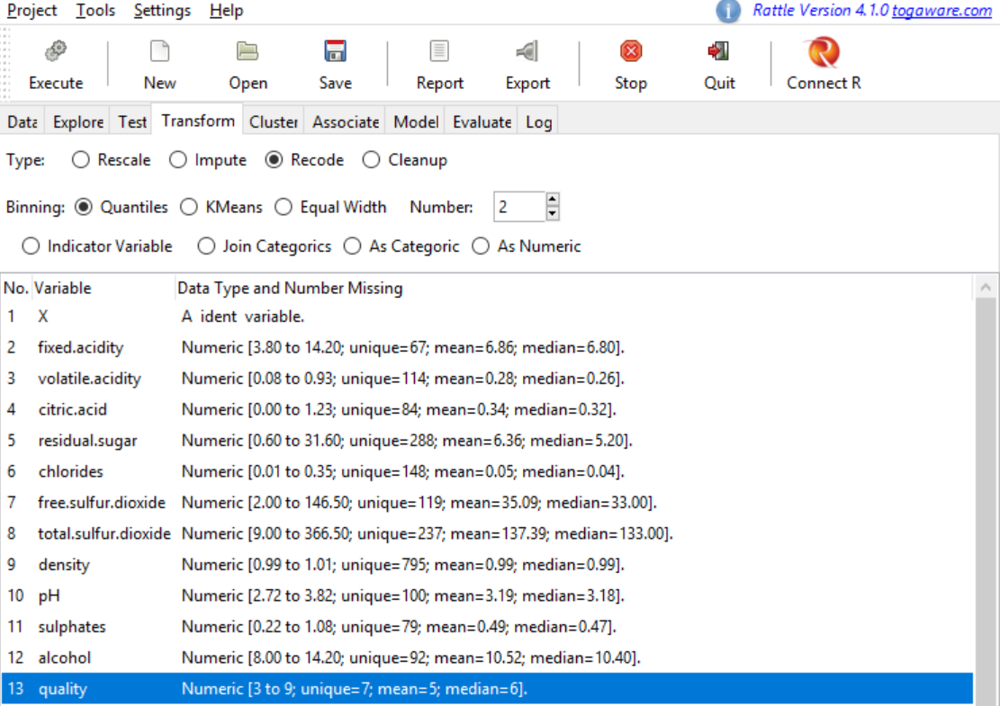 Project Tools Settings Help Rattle Version 4.1.0 togaware.com
Execute New Open Save Report Export Stop Quit Connect R
Data Explore Test Transform Cluster Associate Model Evaluate Log
Type: Rescale Impute Recode Cleanup
Binning: Quantiles KMeans Equal Width Number: 2
Indicator Variable Join Categorics As Categoric As Numeric
No. Variable Data Type and Number Missing
1 X A ident variable.
2 fixed.acidity Numeric [3.80 to 14.20; unique=67; mean=6.86; median=6.80].
3 volatile.acidity Numeric [0.08 to 0.93; unique=114; mean=0.28; median=0.26].
4 citric.acid Numeric [0.00 to 1.23; unique=84; mean=0.34; median=0.32].
5 residual.sugar Numeric [0.60 to 31.60; unique=288; mean=6.36; median=5.20].
6 chlorides Numeric [0.01 to 0.35; unique=148; mean=0.05; median=0.04].
7 free.sulfur.dioxide Numeric [2.00 to 146.50; unique=119; mean=35.09; median=33.00].
8 total.sulfur.dioxide Numeric [9.00 to 366.50; unique=237; mean=137.39; median=133.00].
9 density Numeric [0.99 to 1.01; unique=795; mean=0.99; median=0.99].
10 pH Numeric [2.72 to 3.82; unique=100; mean=3.19; median=3.18].
11 sulphates Numeric [0.22 to 1.08; unique=79; mean=0.49; median=0.47].
12 alcohol Numeric [8.00 to 14.20; unique=92; mean=10.52; median=10.40].
13 quality Numeric [3 to 9; unique=7; mean=5; median=6].